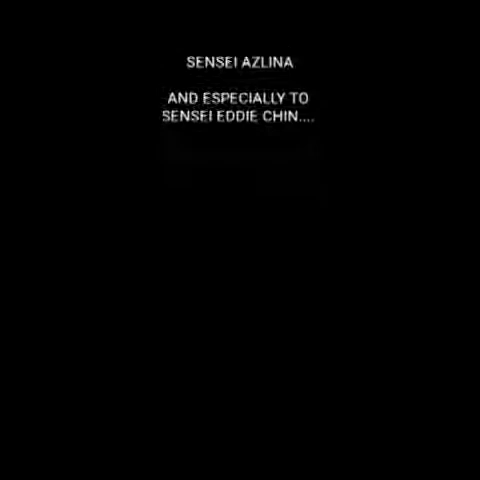 SENSEI AZLINA
AND ESPECIALLY TO
SENSEI EDDIE CHIN....